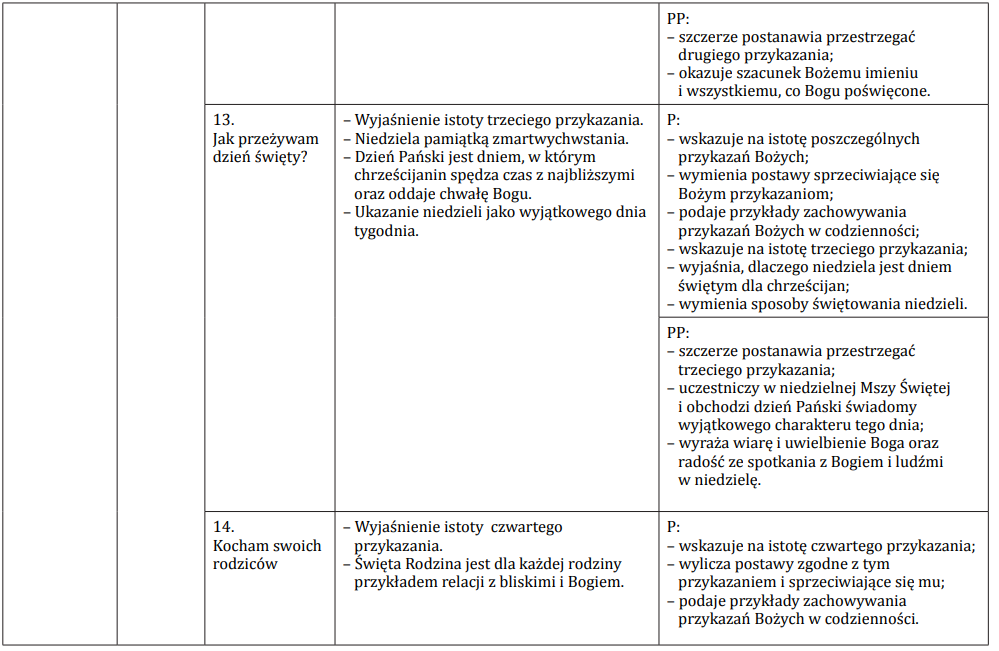 PP:
– szczerze postanawia przestrzegać
drugiego przykazania;
– okazuje szacunek Bożemu imieniu
i wszystkiemu, co Bogu poświęcone.
13.
Jak przeżywam
dzień święty?
– Wyjaśnienie istoty trzeciego przykazania.
– Niedziela pamiątką zmartwychwstania.
– Dzień Pański jest dniem, w którym
chrześcijanin spędza czas z najbliższymi
oraz oddaje chwałę Bogu.
– Ukazanie niedzieli jako wyjątkowego dnia
tygodnia.
P:
– wskazuje na istotę poszczególnych
przykazań Bożych;
– wymienia postawy sprzeciwiające się
Bożym przykazaniom;
– podaje przykłady zachowywania
przykazań Bożych w codzienności;
– wskazuje na istotę trzeciego przykazania;
– wyjaśnia, dlaczego niedziela jest dniem
świętym dla chrześcijan;
– wymienia sposoby świętowania niedzieli.
PP:
– szczerze postanawia przestrzegać
trzeciego przykazania;
– uczestniczy w niedzielnej Mszy Świętej
i obchodzi dzień Pański świadomy
wyjątkowego charakteru tego dnia;
– wyraża wiarę i uwielbienie Boga oraz
radość ze spotkania z Bogiem i ludźmi
w niedzielę.
14.
Kocham swoich
rodziców
– Wyjaśnienie istoty czwartego
przykazania.
– Święta Rodzina jest dla każdej rodziny
przykładem relacji z bliskimi i Bogiem.
P:
– wskazuje na istotę czwartego przykazania;
– wylicza postawy zgodne z tym
przykazaniem i sprzeciwiające się mu;
– podaje przykłady zachowywania
przykazań Bożych w codzienności.